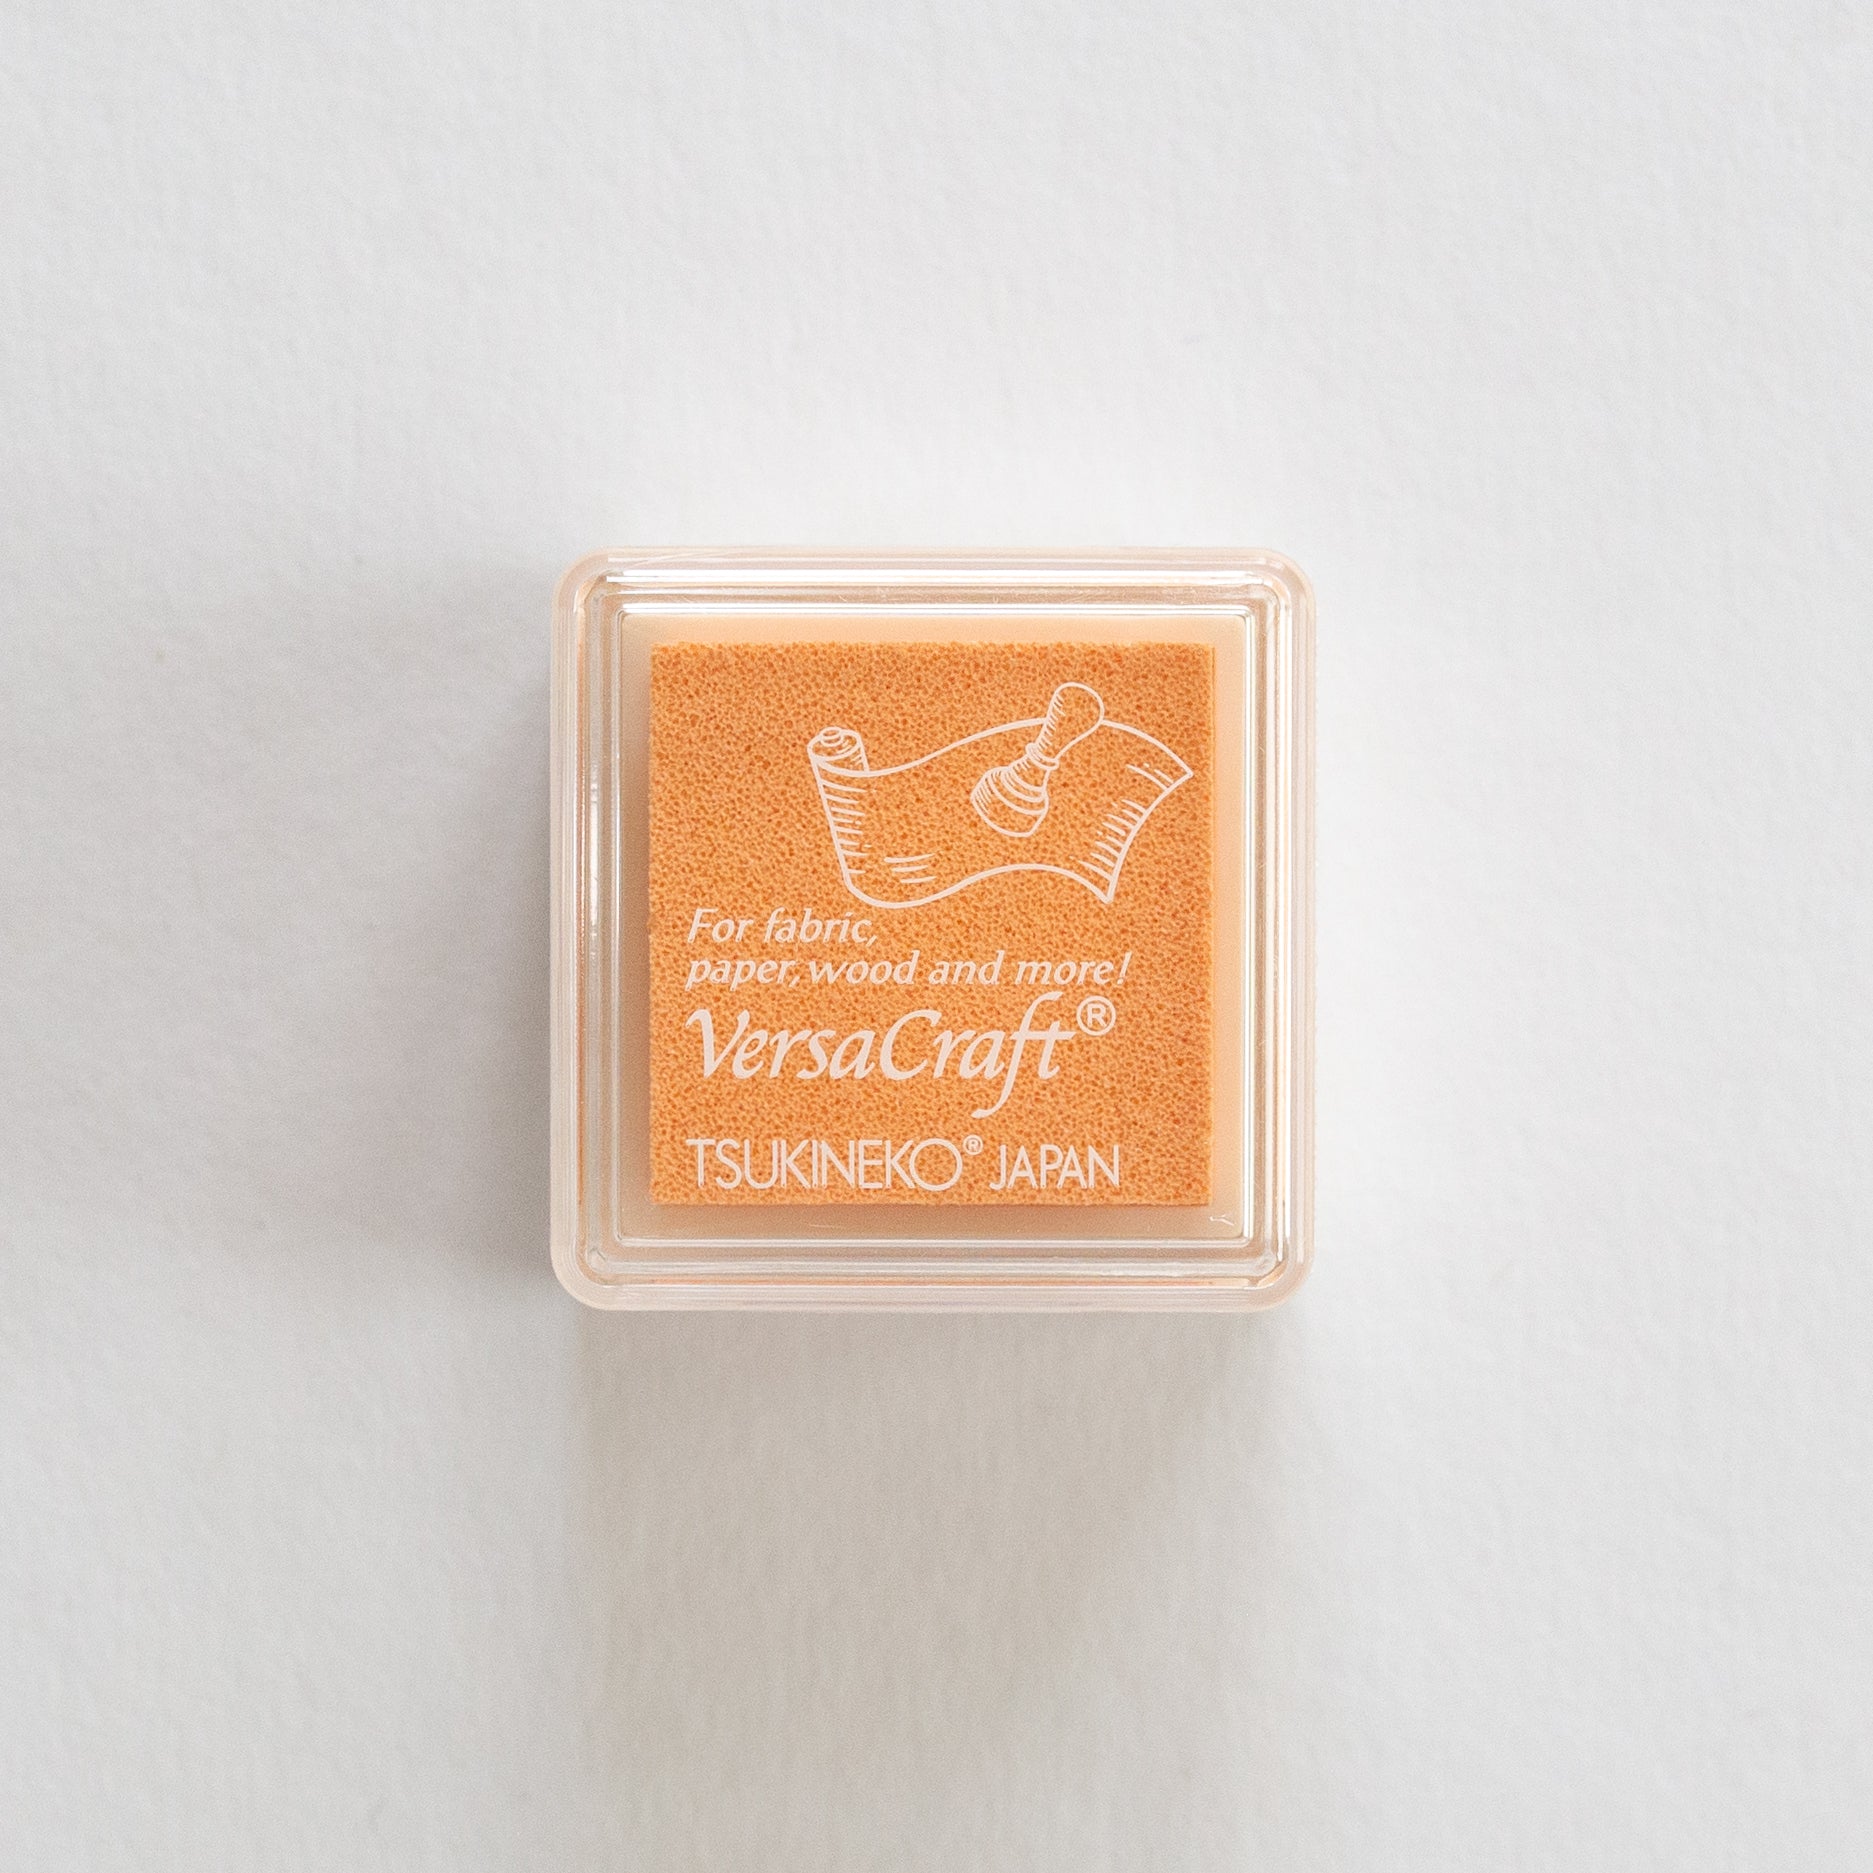 For fabric,
paper, wood and more!
VersaCraft®
TSUKINEKO® JAPAN